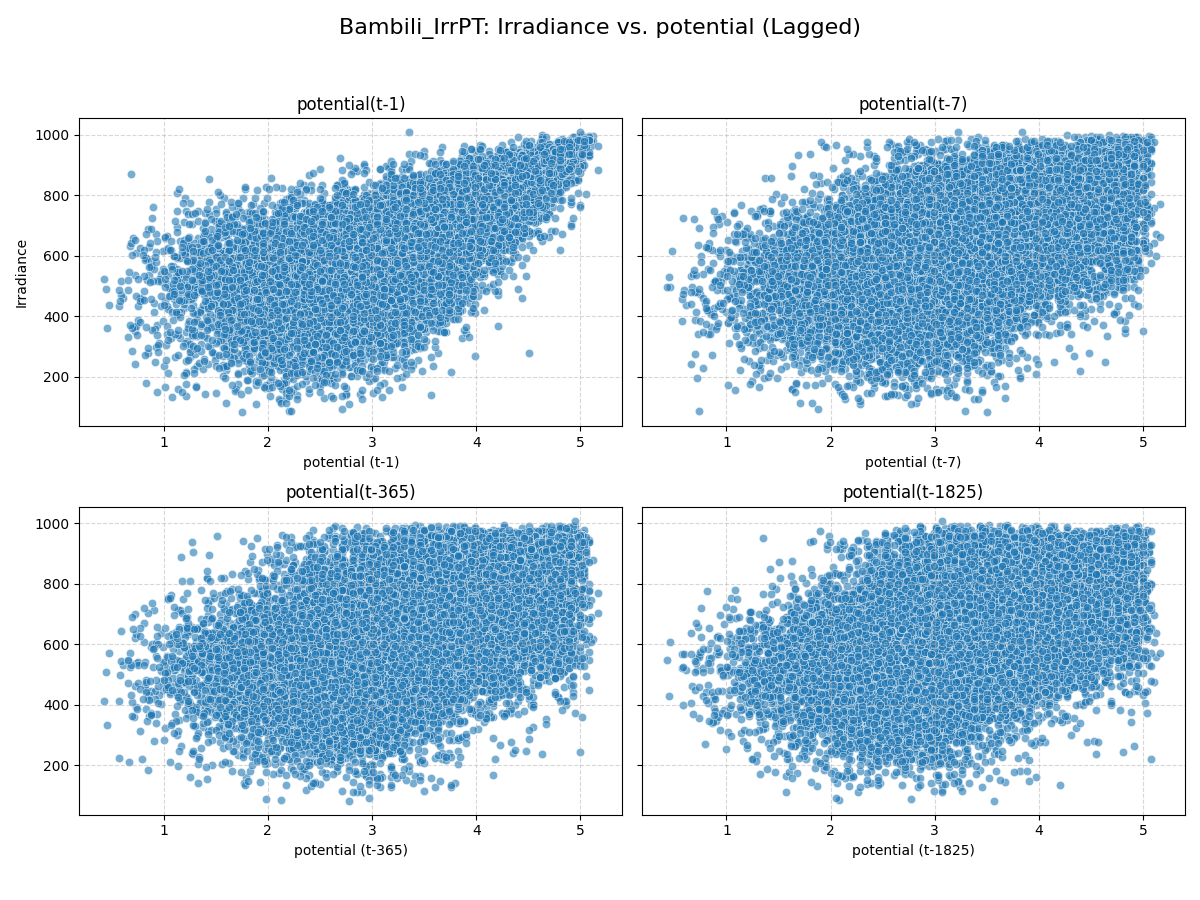 Bambili_IrrPT: Irradiance vs. potential (Lagged)
potential(t-1)
1000
800
600
400
200
Irradiance
1 2 3 4 5
potential (t-1)
potential(t-7)
1 2 3 4 5
potential (t-7)
potential(t-365)
1000
800
600
400
200
1 2 3 4 5
potential (t-365)
potential(t-1825)
1 2 3 4 5
potential (t-1825)